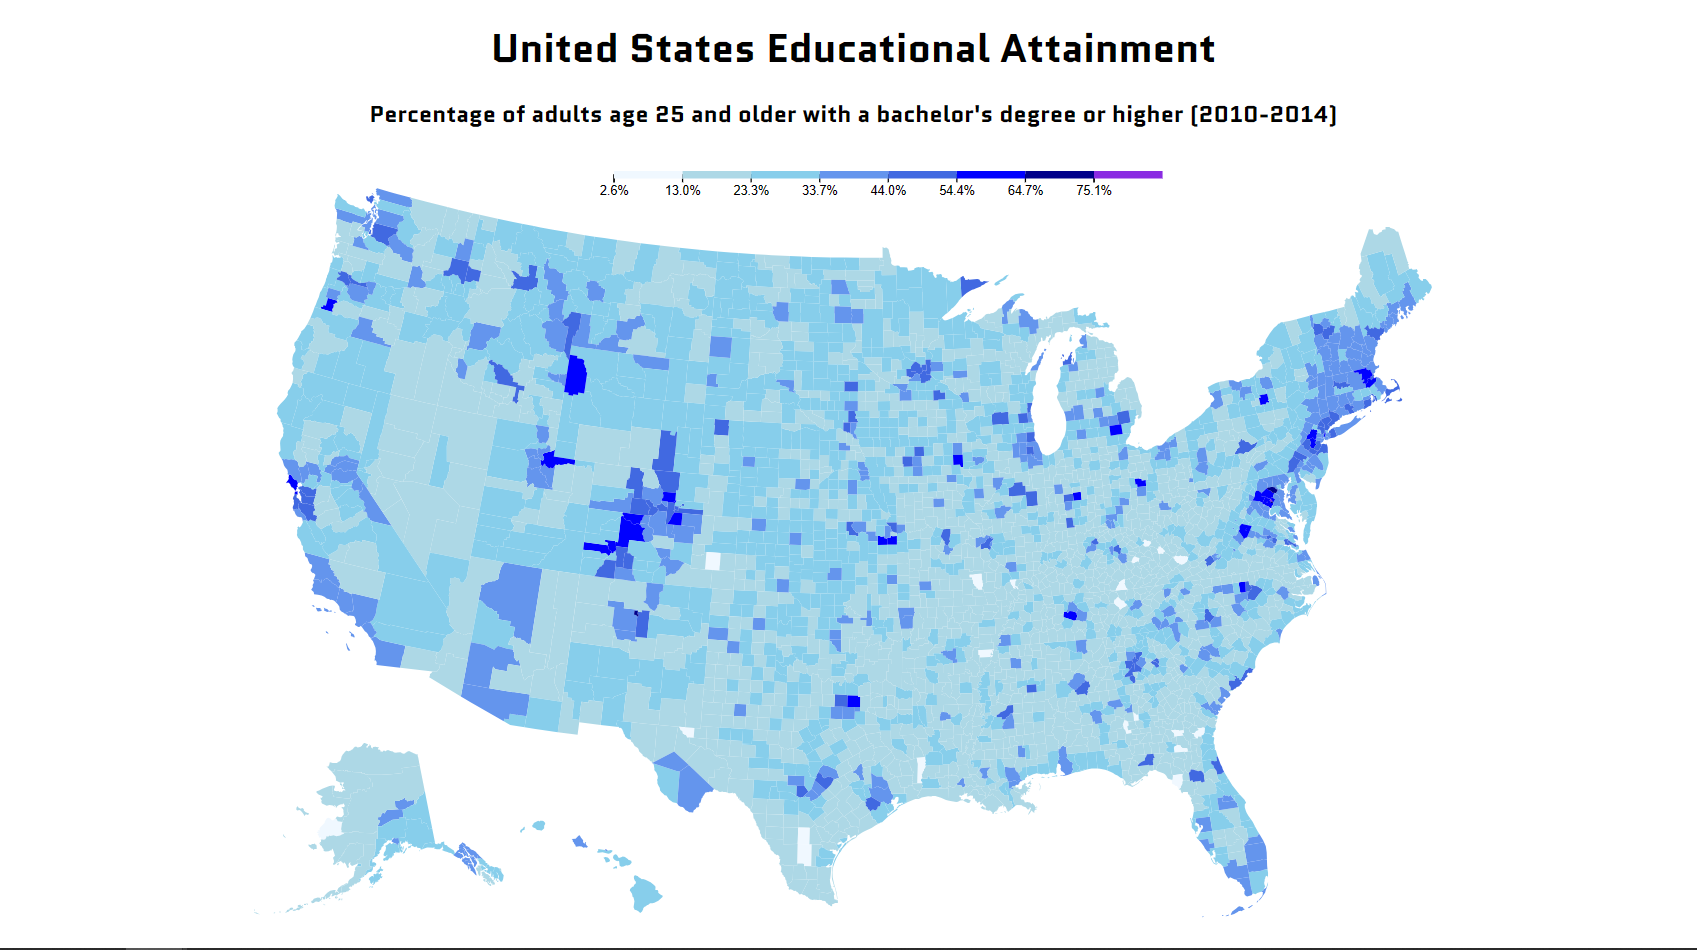 United States Educational Attainment
Percentage of adults age 25 and older with a bachelor's degree or higher (2010-2014)
2.6% 13.0% 23.3% 33.7% 44.0% 54.4% 64.7% 75.1%